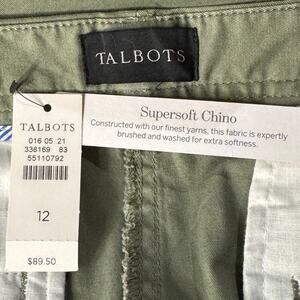 TALBOTS
Supersoft Chino
Constructed with our finest yarns, this fabric is expertly
brushed and washed for extra softness.
TALBOTS
016 05 21
338169 83
55110792
12
$89.50